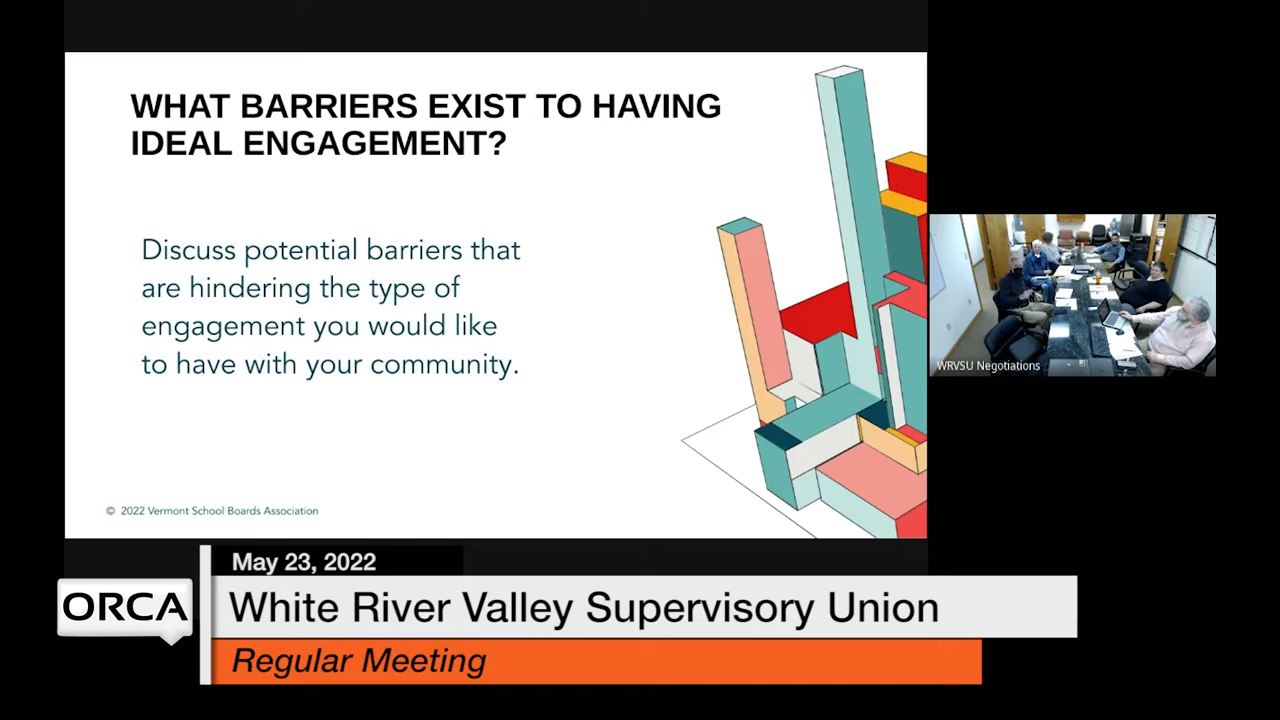 WHAT BARRIERS EXIST TO HAVING
IDEAL ENGAGEMENT?
Discuss potential barriers that
are hindering the type of
engagement you would like
to have with your community.
© 2022 Vermont School Boards Association
WRVSU Negotiations
May 23, 2022
ORCA
White River Valley Supervisory Union
Regular Meeting